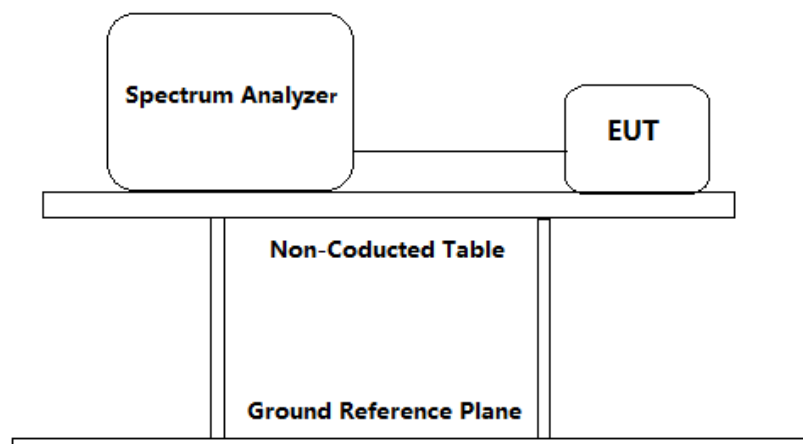 Spectrum Analyzer
EUT
Non-Coducted Table
Ground Reference Plane